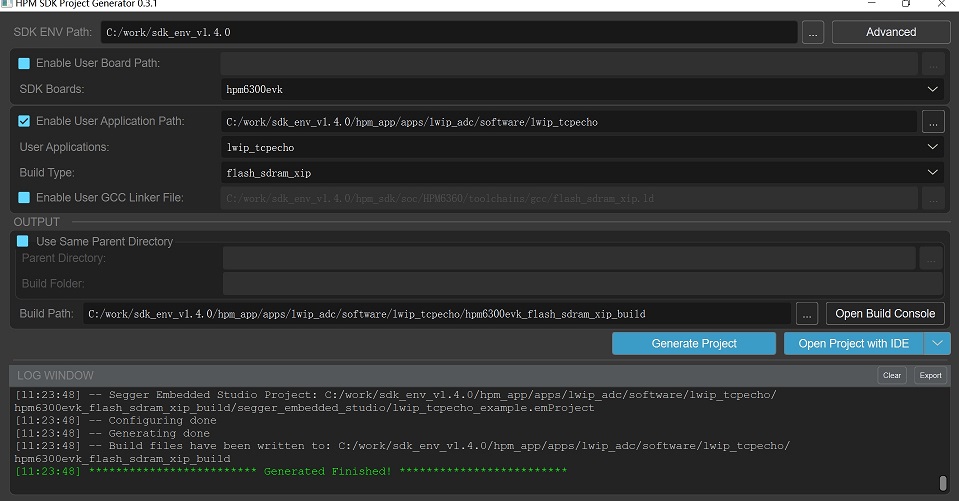 HPM SDK Project Generator 0.3.1
SDK ENV Path: C:/work/sdk_env_v1.4.0 ... Advanced
Enable User Board Path: ...
SDK Boards: hpm6300evk
Enable User Application Path: C:/work/sdk_env_v1.4.0/hpm_app/apps/lwip_adc/software/lwip_tcpecho ...
User Applications: lwip_tcpecho
Build Type: flash_sdram_xip
Enable User GCC Linker File: C:/work/sdk_env_v1.4.0/hpm_sdk/soc/HPM6360/toolchains/gcc/flash_sdram_xip.ld ...
OUTPUT
Use Same Parent Directory
Parent Directory: ...
Build Folder:
Build Path: C:/work/sdk_env_v1.4.0/hpm_app/apps/lwip_adc/software/lwip_tcpecho/hpm6300evk_flash_sdram_xip_build ... Open Build Console
Generate Project Open Project with IDE
LOG WINDOW Clear Export
[11:23:48] -- Segger Embedded Studio Project: C:/work/sdk_env_v1.4.0/hpm_app/apps/lwip_adc/software/lwip_tcpecho/
hpm6300evk_flash_sdram_xip_build/segger_embedded_studio/lwip_tcpecho_example.emProject
[11:23:48] -- Configuring done
[11:23:48] -- Generating done
[11:23:48] -- Build files have been written to: C:/work/sdk_env_v1.4.0/hpm_app/apps/lwip_adc/software/lwip_tcpecho/
hpm6300evk_flash_sdram_xip_build
[11:23:48] ************************* Generated Finished! *************************